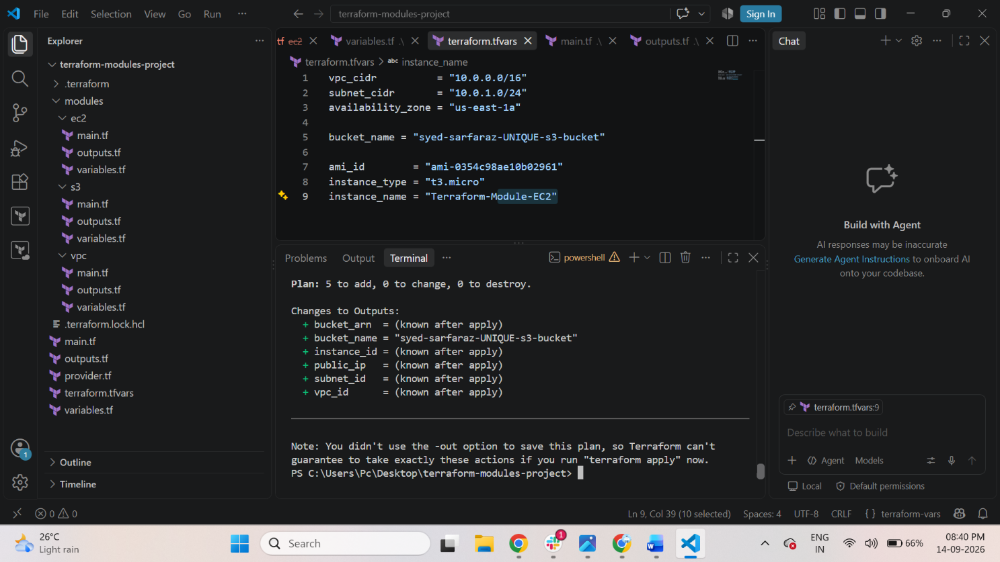 File Edit Selection View Go Run ···
terraform-modules-project
Sign In
Explorer
terraform-modules-project
.terraform
modules
ec2
main.tf
outputs.tf
variables.tf
s3
main.tf
outputs.tf
variables.tf
vpc
main.tf
outputs.tf
variables.tf
.terraform.lock.hcl
main.tf
outputs.tf
provider.tf
terraform.tfvars
variables.tf
Outline
Timeline
1
tf ec2 variables.tf .\ terraform.tfvars main.tf .\ outputs.tf .\
terraform.tfvars > abc instance_name
1 vpc_cidr = "10.0.0.0/16"
2 subnet_cidr = "10.0.1.0/24"
3 availability_zone = "us-east-1a"
4
5 bucket_name = "syed-sarfaraz-UNIQUE-s3-bucket"
6
7 ami_id = "ami-0354c98ae10b02961"
8 instance_type = "t3.micro"
9 instance_name = "Terraform-Module-EC2"
Problems Output Terminal ··· powershell
Plan: 5 to add, 0 to change, 0 to destroy.
Changes to Outputs:
+ bucket_arn = (known after apply)
+ bucket_name = "syed-sarfaraz-UNIQUE-s3-bucket"
+ instance_id = (known after apply)
+ public_ip = (known after apply)
+ subnet_id = (known after apply)
+ vpc_id = (known after apply)
Note: You didn't use the -out option to save this plan, so Terraform can't
guarantee to take exactly these actions if you run "terraform apply" now.
PS C:\Users\Pc\Desktop\terraform-modules-project>
Chat
Build with Agent
AI responses may be inaccurate
Generate Agent Instructions to onboard AI
onto your codebase.
terraform.tfvars:9
Describe what to build
Agent Models
Local Default permissions
0 0 Ln 9, Col 39 (10 selected) Spaces: 4 UTF-8 CRLF { } terraform-vars
26°C
Light rain
Search
1
W
ENG
IN
66%
08:40 PM
14-09-2026